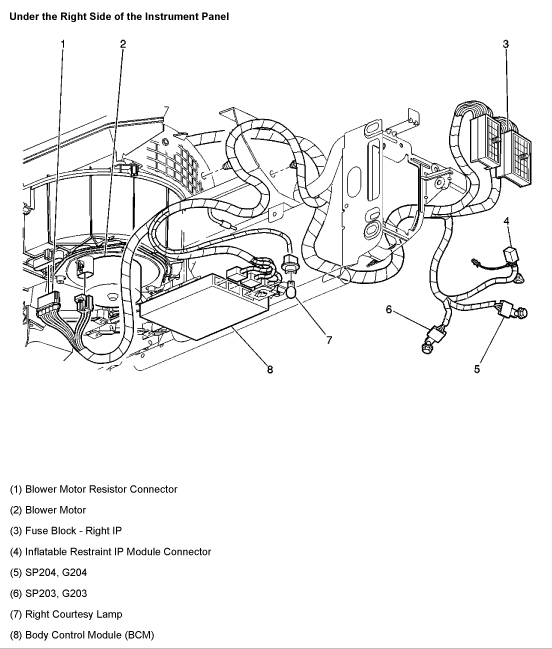 Under the Right Side of the Instrument Panel
1 2 3
4
6 7 5
8
(1) Blower Motor Resistor Connector
(2) Blower Motor
(3) Fuse Block - Right IP
(4) Inflatable Restraint IP Module Connector
(5) SP204, G204
(6) SP203, G203
(7) Right Courtesy Lamp
(8) Body Control Module (BCM)